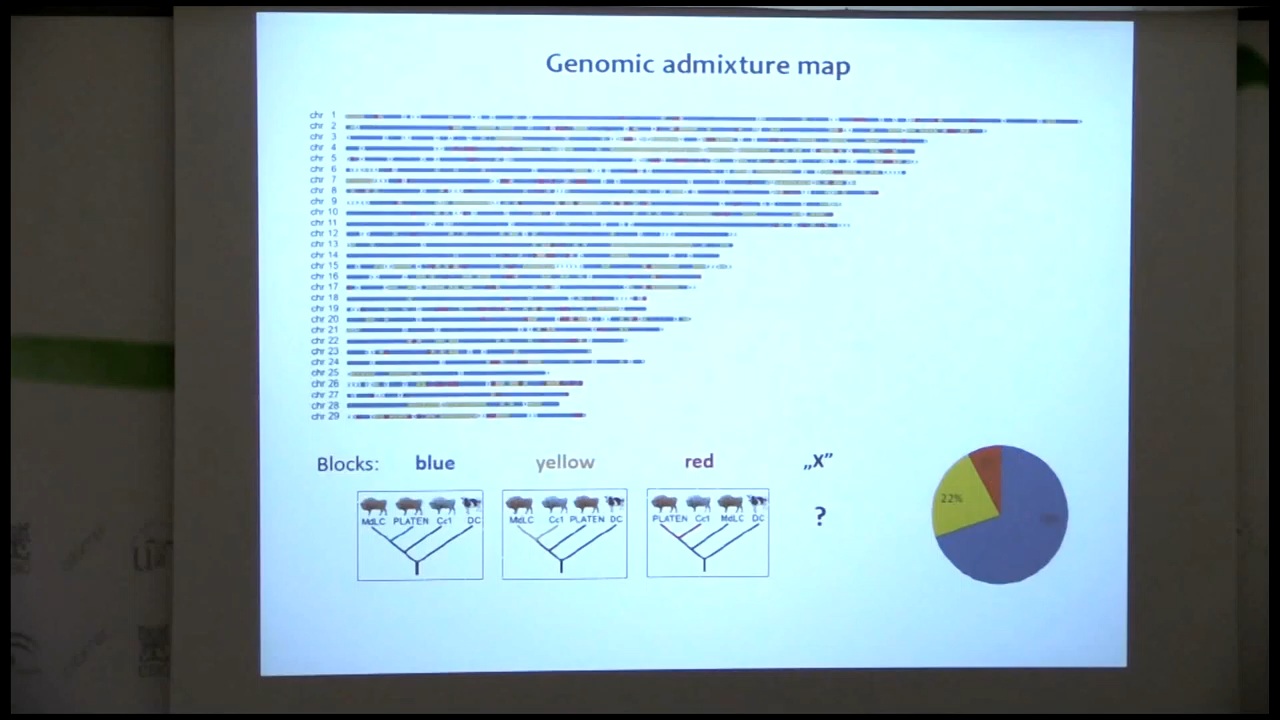 Genomic admixture map
chr 1
chr 2
chr 3
chr 4
chr 5
chr 6
chr 7
chr 8
chr 9
chr 10
chr 11
chr 12
chr 13
chr 14
chr 15
chr 16
chr 17
chr 18
chr 19
chr 20
chr 21
chr 22
chr 23
chr 24
chr 25
chr 26
chr 27
chr 28
chr 29
Blocks: blue yellow red „X”
MdLC PLATEN Cc1 DC
MdLC Cc1 PLATEN DC
PLATEN Cc1 MdLC DC
?
22%